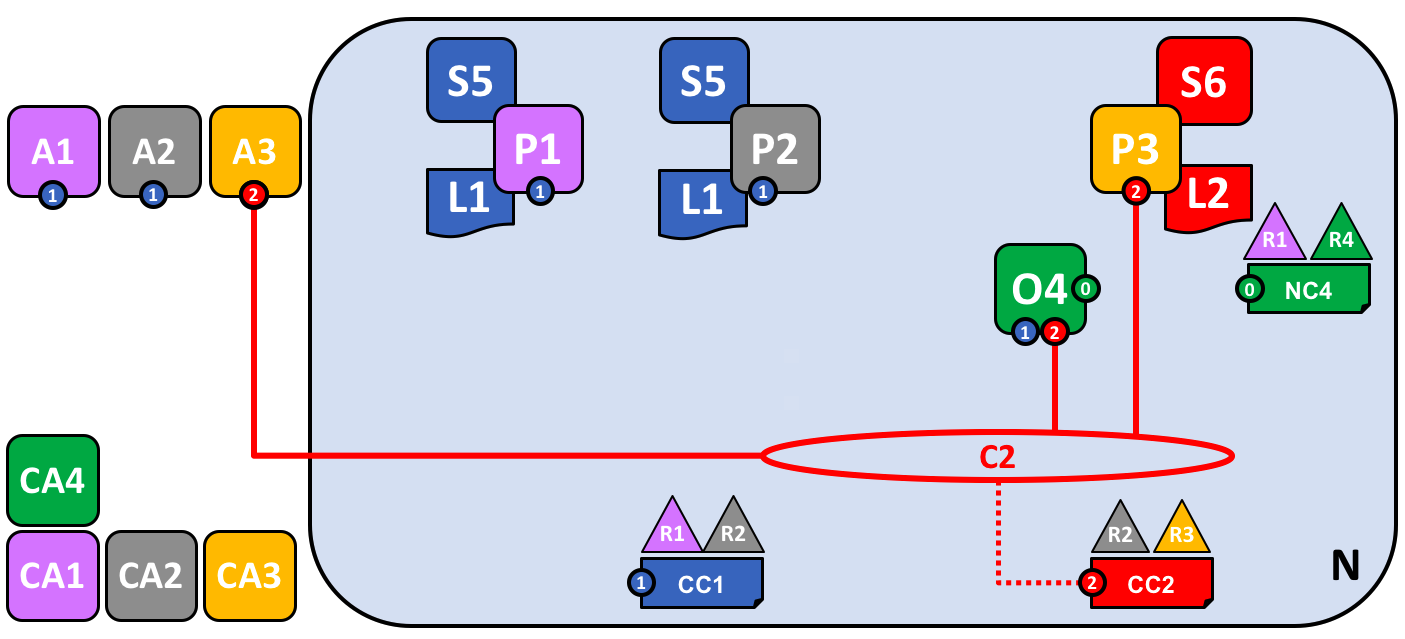 S5
S5
S6
A1 A2 A3
P1
P2
P3
1 1 2
L1
1
L1
1
2
L2
R1 R4
O4 0
0 NC4
1 2
C2
CA4
R1 R2
R2 R3
CA1 CA2 CA3
1 CC1
2 CC2
N